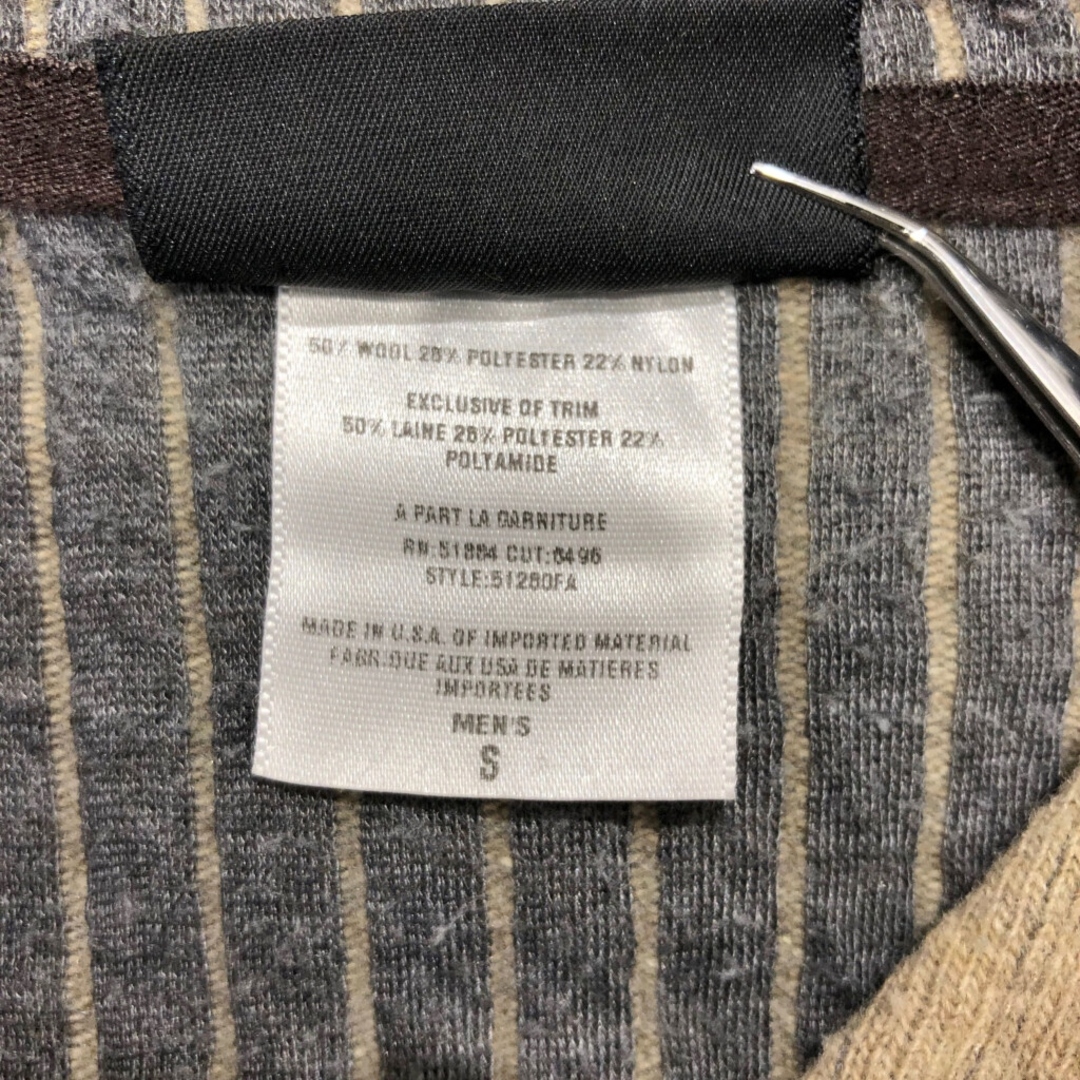 50% WOOL 28% POLYESTER 22% NYLON
EXCLUSIVE OF TRIM
50% LAINE 28% POLYESTER 22%
POLYAMIDE
A PART LA GARNITURE
RN:51884 CUT:6496
STYLE:51280FA
MADE IN U.S.A. OF IMPORTED MATERIAL
FABRIQUE AUX USA DE MATIERES
IMPORTEES
MEN'S
S